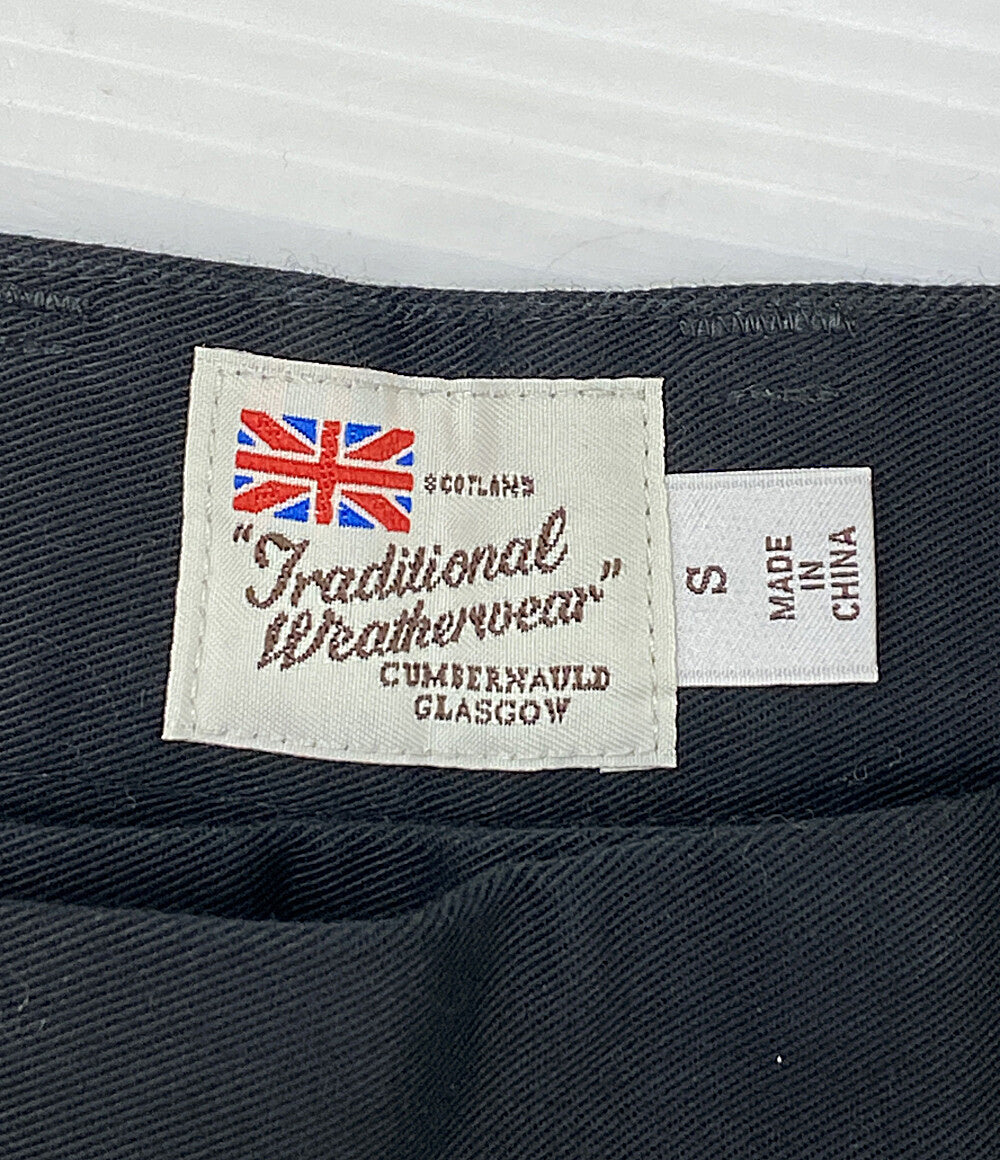 SCOTLAND
"Traditional
Weatherwear"
CUMBERNAULD
GLASGOW
S
MADE
IN
CHINA